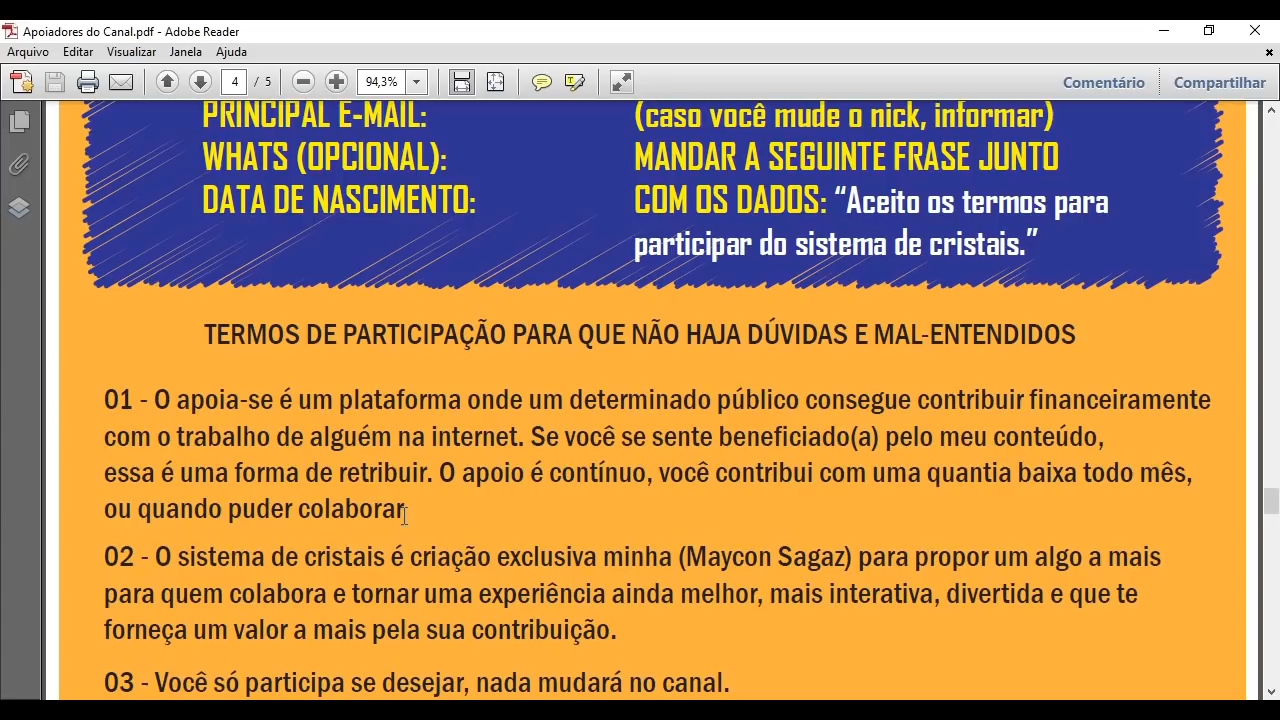 Apoiadores do Canal.pdf - Adobe Reader
Arquivo Editar Visualizar Janela Ajuda
4 / 5 94,3% Comentário Compartilhar
PRINCIPAL E-MAIL:
WHATS (OPCIONAL):
DATA DE NASCIMENTO:
(caso você mude o nick, informar)
MANDAR A SEGUINTE FRASE JUNTO
COM OS DADOS: “Aceito os termos para
participar do sistema de cristais.”
TERMOS DE PARTICIPAÇÃO PARA QUE NÃO HAJA DÚVIDAS E MAL-ENTENDIDOS
01 - O apoia-se é um plataforma onde um determinado público consegue contribuir financeiramente
com o trabalho de alguém na internet. Se você se sente beneficiado(a) pelo meu conteúdo,
essa é uma forma de retribuir. O apoio é contínuo, você contribui com uma quantia baixa todo mês,
ou quando puder colaborar.
02 - O sistema de cristais é criação exclusiva minha (Maycon Sagaz) para propor um algo a mais
para quem colabora e tornar uma experiência ainda melhor, mais interativa, divertida e que te
forneça um valor a mais pela sua contribuição.
03 - Você só participa se desejar, nada mudará no canal.